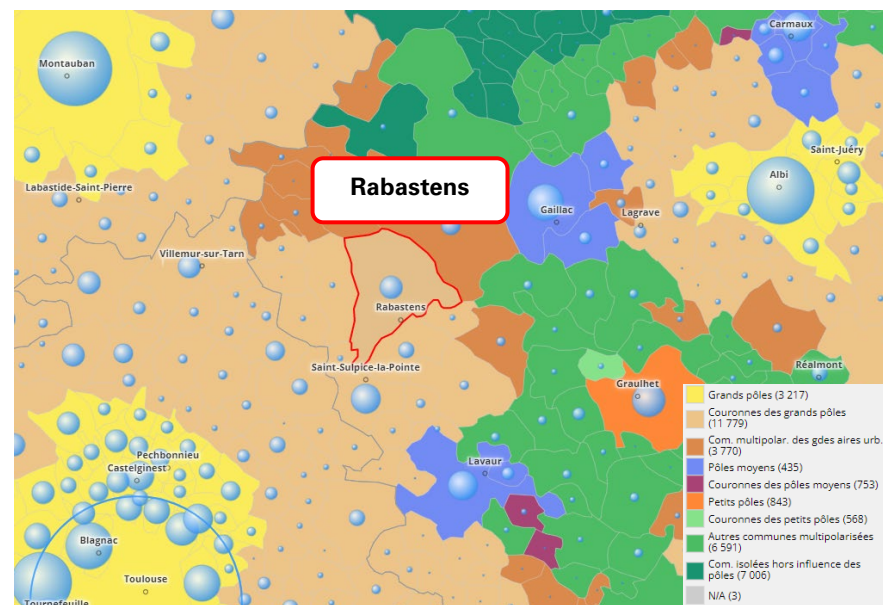 Carmaux
Montauban
Saint-Juéry
Albi
Rabastens
Labastide-Saint-Pierre
Gaillac
Lagrave
Villemur-sur-Tarn
Rabastens
Saint-Sulpice-la-Pointe
Réalmont
Graulhet
Pechbonnieu
Castelginest
Lavaur
Blagnac
Toulouse
Tournefeuille
Grands pôles (3 217)
Couronnes des grands pôles
(11 779)
Com. multipolar. des gdes aires urb.
(3 770)
Pôles moyens (435)
Couronnes des pôles moyens (753)
Petits pôles (843)
Couronnes des petits pôles (568)
Autres communes multipolarisées
(6 591)
Com. isolées hors influence des
pôles (7 006)
N/A (3)